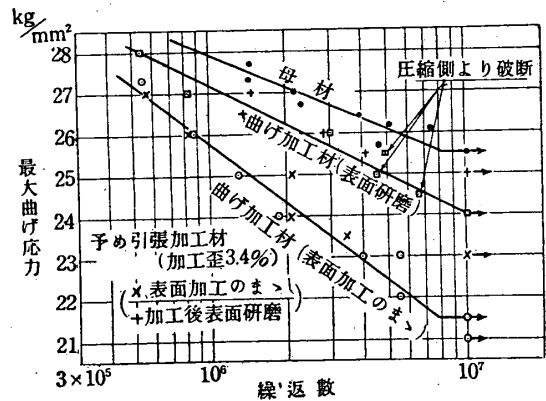 kg/mm²
28
27
26
25
24
23
22
21
最大曲げ応力
母材
圧縮側より破断
曲げ加工材(表面研磨)
曲げ加工材(表面加工のまゝ)
予め引張加工材
(加工歪3.4%)
(×表面加工のまゝ
+加工後表面研磨)
3×10⁵
10⁶
10⁷
繰返数